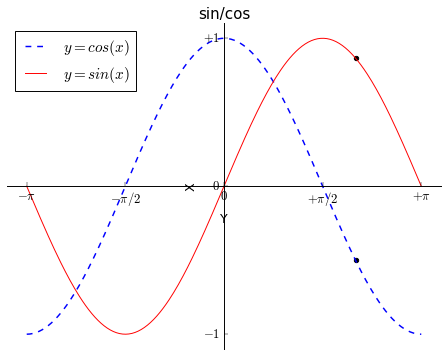 sin/cos
y = cos(x)
y = sin(x)
+1
0
−1
−π
−π/2
0
+π/2
+π
X
Y